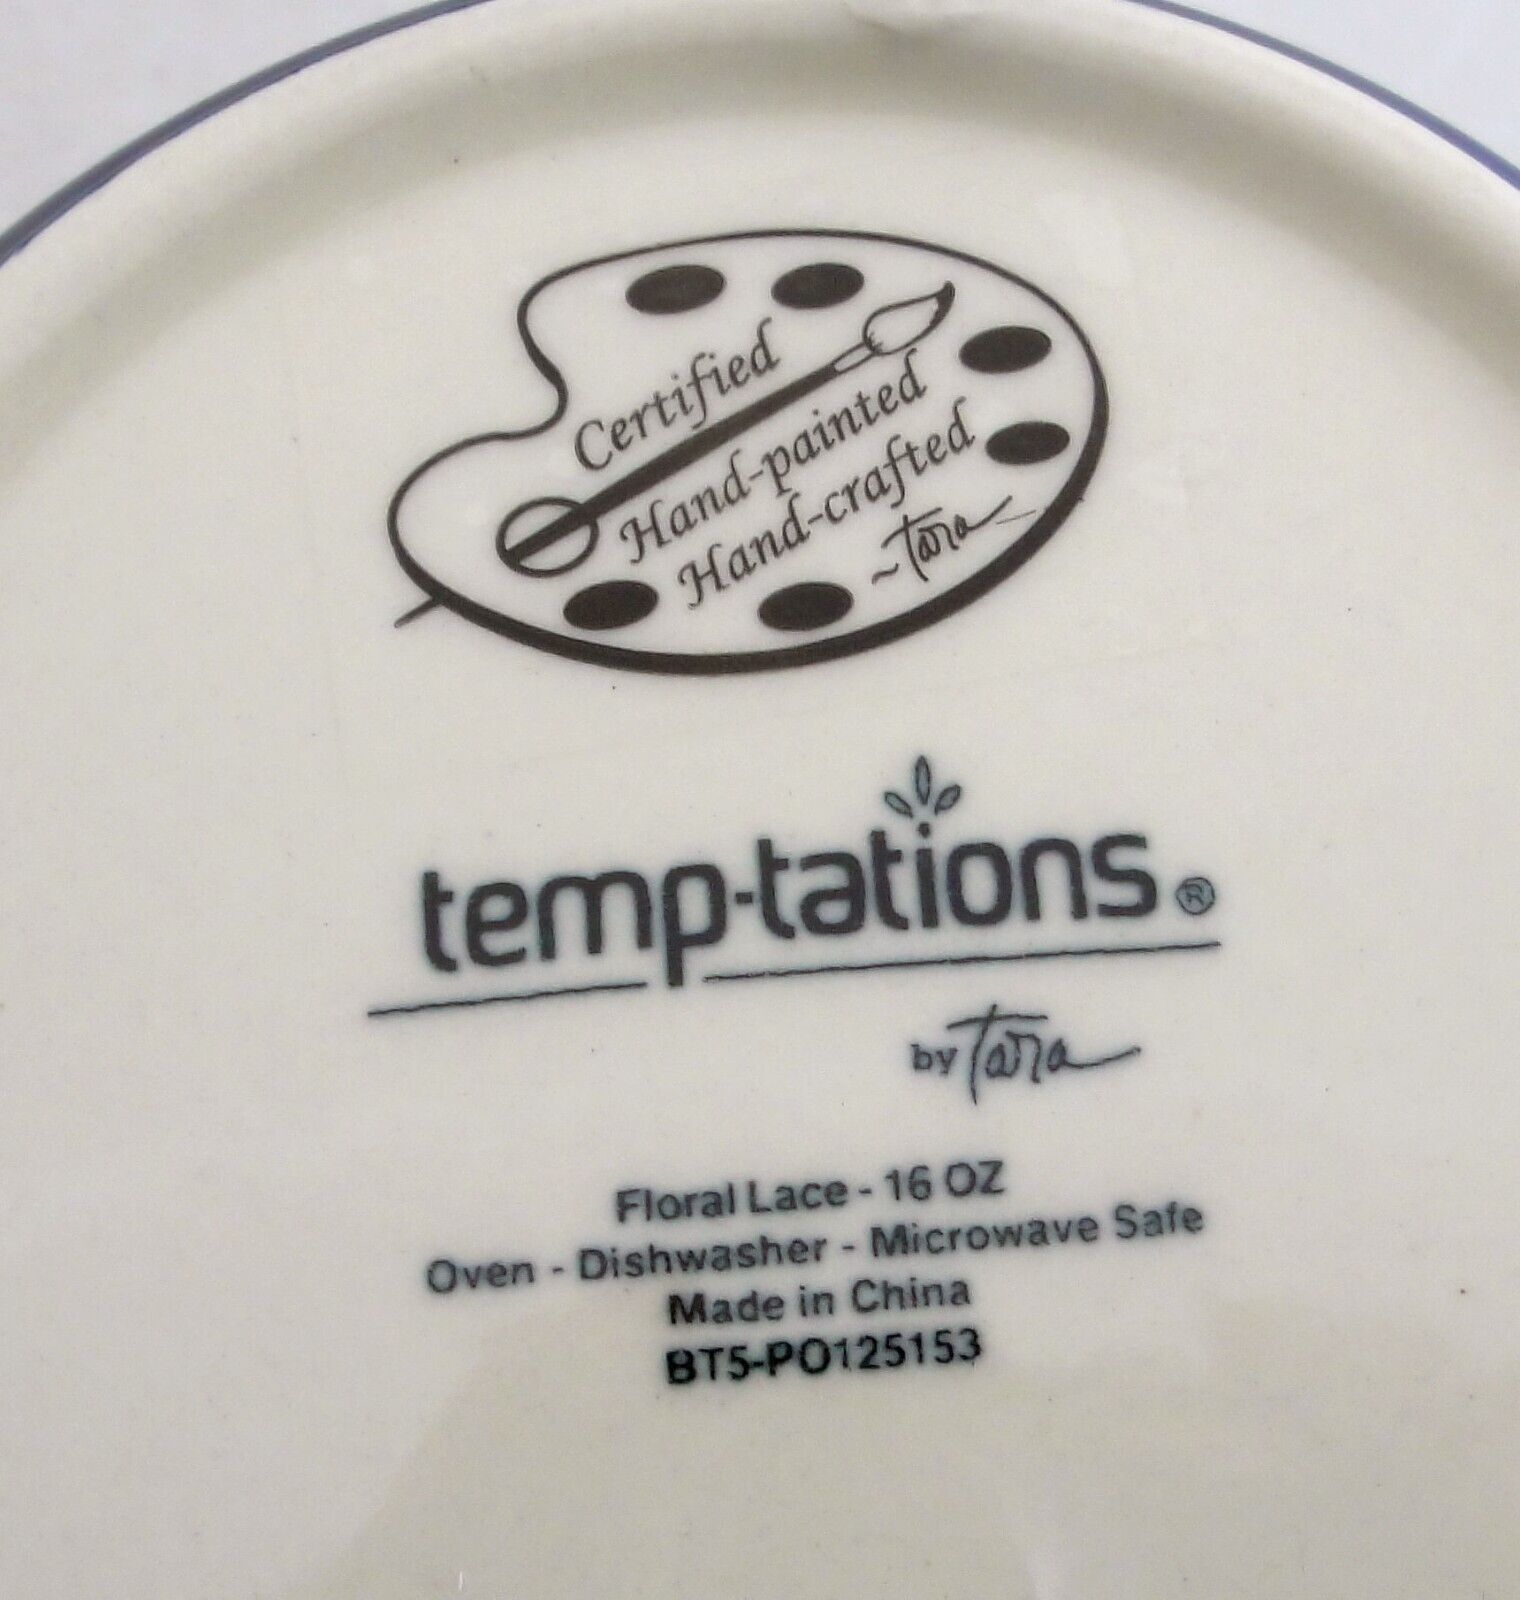 Certified
Hand-painted
Hand-crafted
~Tara
temp-tations®
by Tara
Floral Lace - 16 OZ
Oven - Dishwasher - Microwave Safe
Made in China
BT5-PO125153